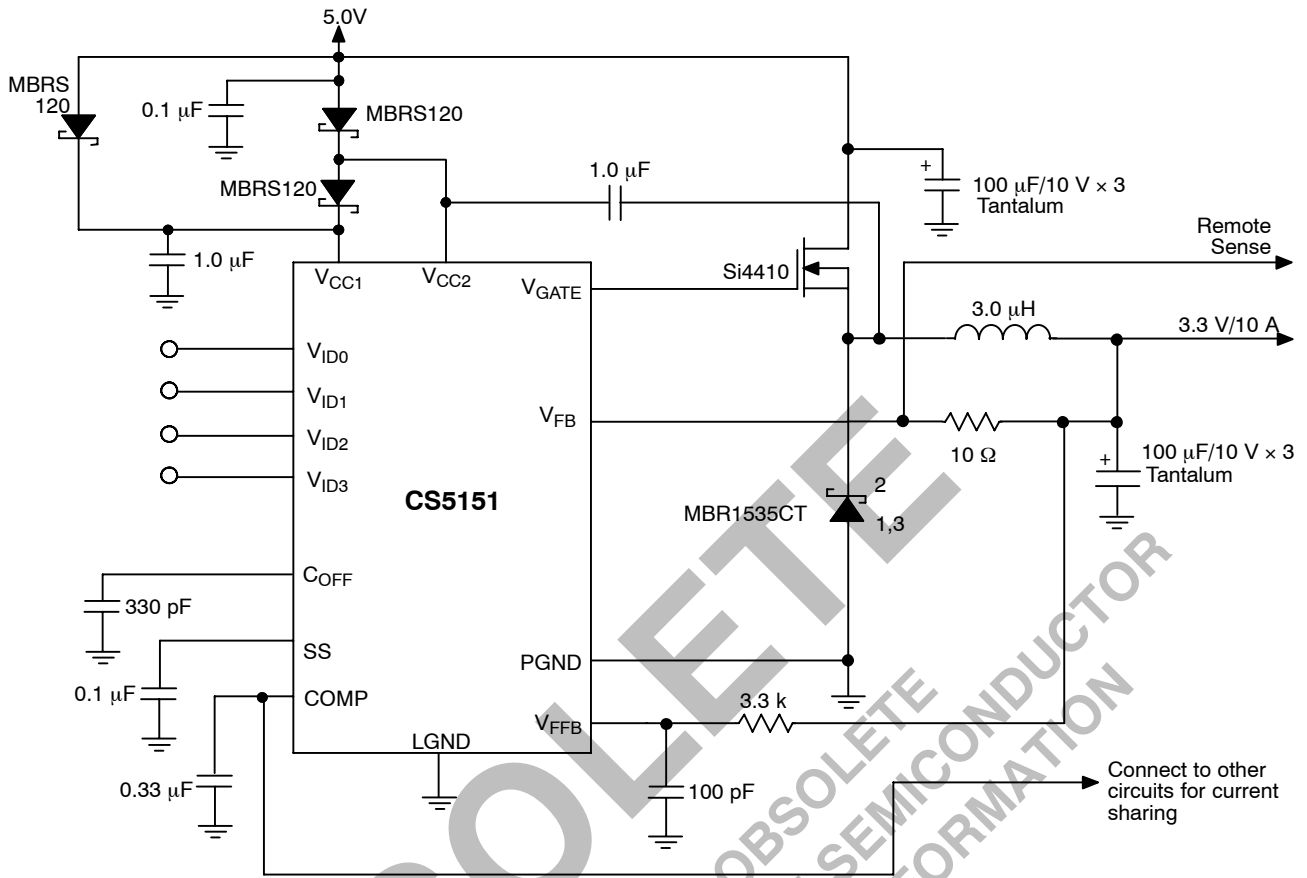 5.0V
MBRS
120
0.1 μF
MBRS120
MBRS120
1.0 μF
1.0 μF
+
100 μF/10 V × 3
Tantalum
Remote
Sense
VCC1
VCC2
VGATE
Si4410
3.0 μH
3.3 V/10 A
VID0
VID1
VID2
VID3
VFB
10 Ω
+
100 μF/10 V × 3
Tantalum
CS5151
MBR1535CT
2
1,3
COFF
330 pF
SS
0.1 μF
COMP
PGND
3.3 k
VFFB
LGND
0.33 μF
100 pF
Connect to other
circuits for current
sharing
OLETE
OBSOLETE
SEMICONDUCTOR
FORMATION